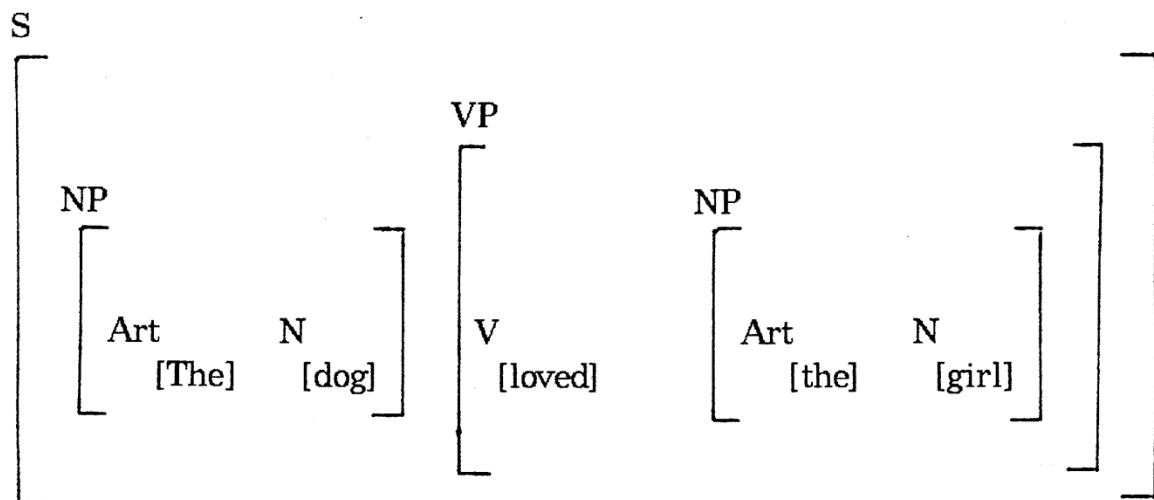 S
VP
NP NP
Art N V Art N
[The] [dog] [loved] [the] [girl]